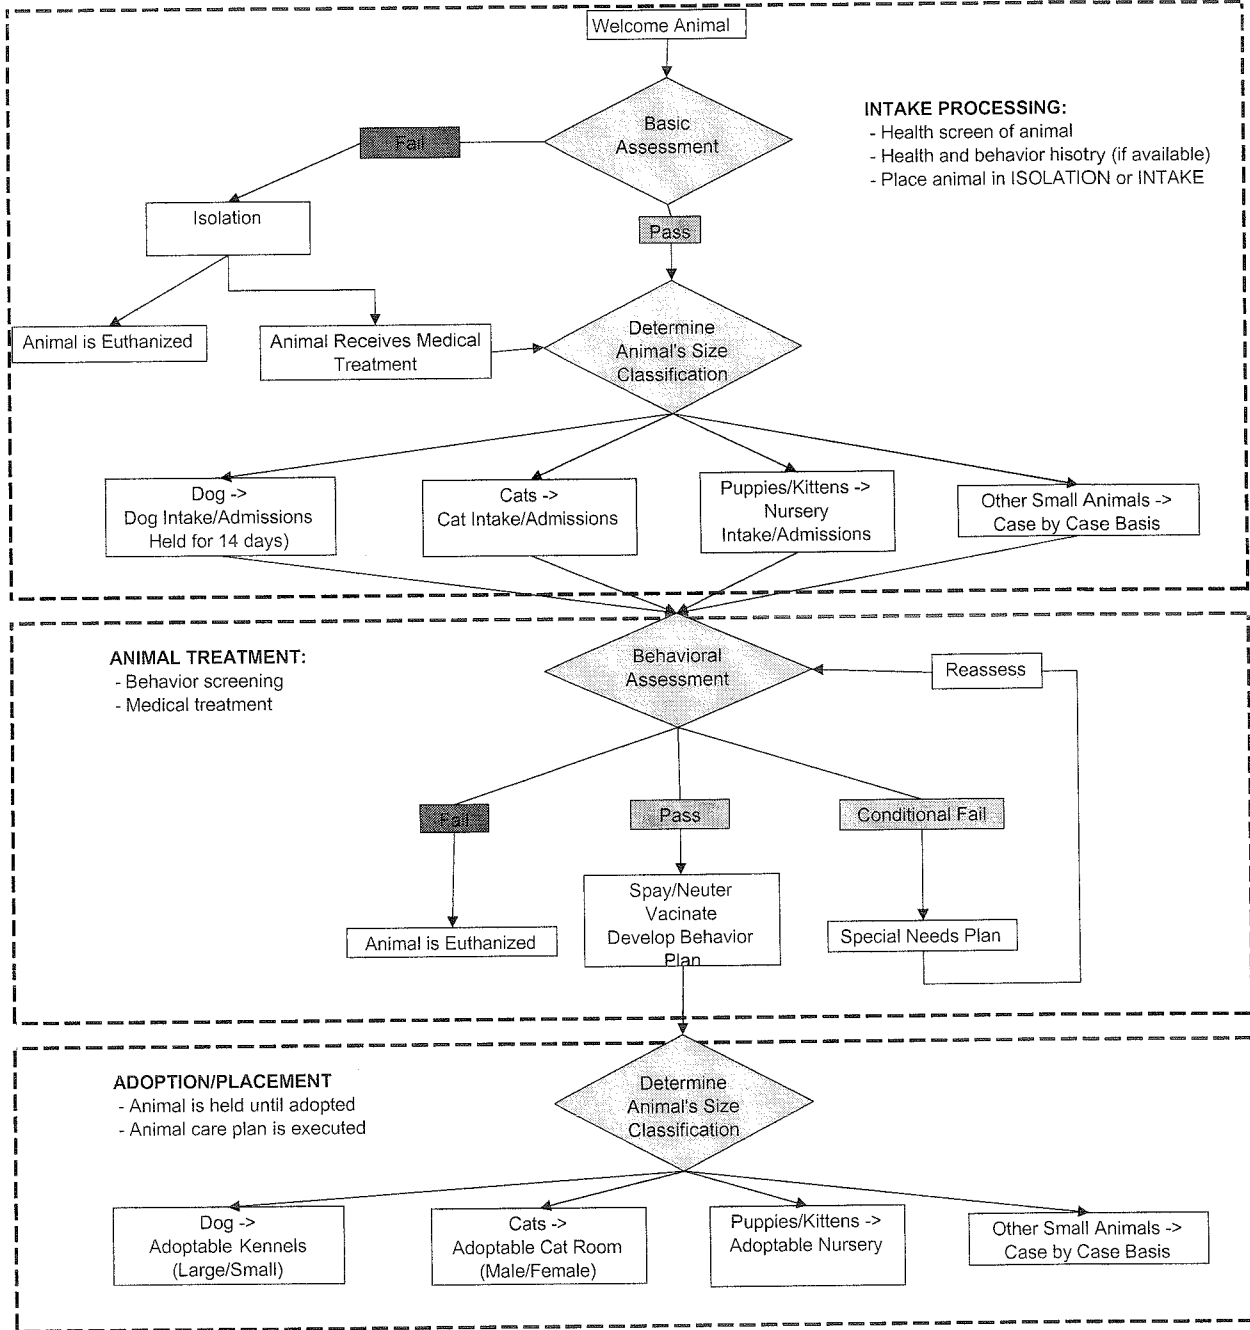 Welcome Animal
Basic
Assessment
INTAKE PROCESSING:
- Health screen of animal
- Health and behavior hisotry (if available)
- Place animal in ISOLATION or INTAKE
Fail
Isolation
Pass
Animal is Euthanized
Animal Receives Medical
Treatment
Determine
Animal's Size
Classification
Dog ->
Dog Intake/Admissions
Held for 14 days)
Cats ->
Cat Intake/Admissions
Puppies/Kittens ->
Nursery
Intake/Admissions
Other Small Animals ->
Case by Case Basis
ANIMAL TREATMENT:
- Behavior screening
- Medical treatment
Behavioral
Assessment
Reassess
Fail
Pass
Conditional Fail
Animal is Euthanized
Spay/Neuter
Vacinate
Develop Behavior
Plan
Special Needs Plan
ADOPTION/PLACEMENT
- Animal is held until adopted
- Animal care plan is executed
Determine
Animal's Size
Classification
Dog ->
Adoptable Kennels
(Large/Small)
Cats ->
Adoptable Cat Room
(Male/Female)
Puppies/Kittens ->
Adoptable Nursery
Other Small Animals ->
Case by Case Basis